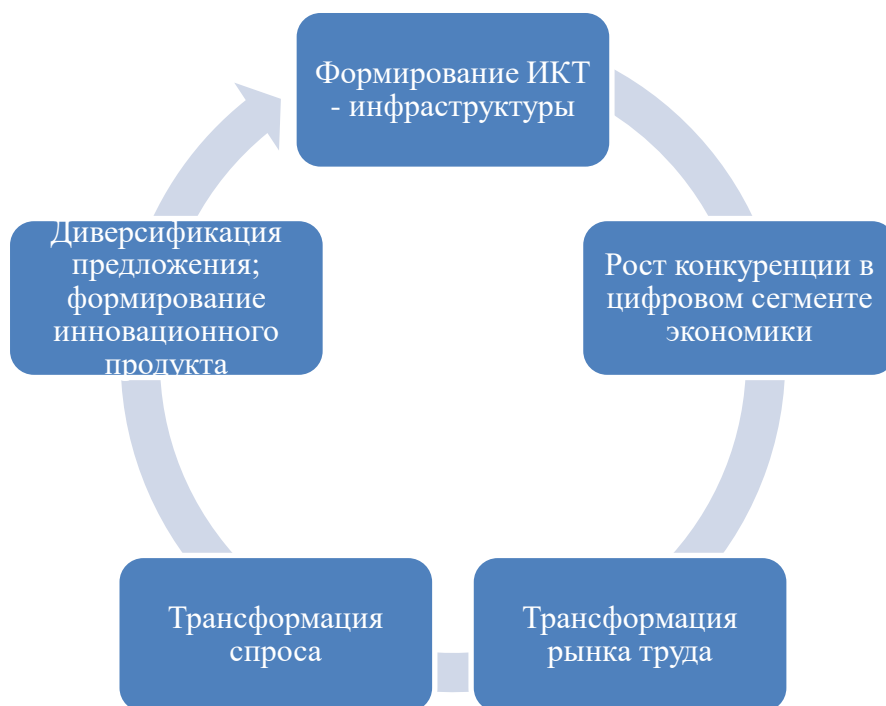 Формирование ИКТ
- инфраструктуры
Рост конкуренции в
цифровом сегменте
экономики
Трансформация
рынка труда
Трансформация
спроса
Диверсификация
предложения;
формирование
инновационного
продукта